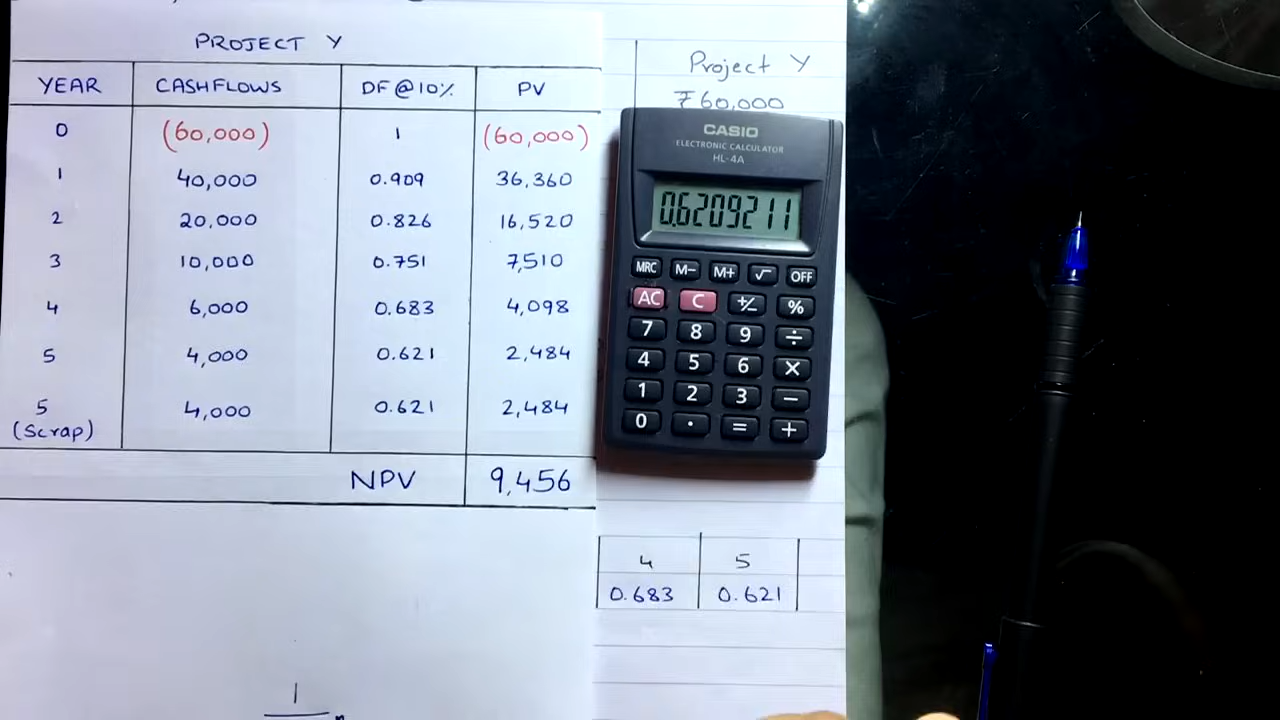 PROJECT Y
YEAR CASHFLOWS DF@10% PV
0 (60,000) 1 (60,000)
1 40,000 0.909 36,360
2 20,000 0.826 16,520
3 10,000 0.751 7,510
4 6,000 0.683 4,098
5 4,000 0.621 2,484
5 4,000 0.621 2,484
(Scrap)
NPV 9,456
1
n
Project Y
₹60,000
CASIO
ELECTRONIC CALCULATOR
HL-4A
0.6209211
MRC M− M+ √ OFF
AC C +/− %
7 8 9 ÷
4 5 6 ×
1 2 3 −
0 · = +
4 5
0.683 0.621